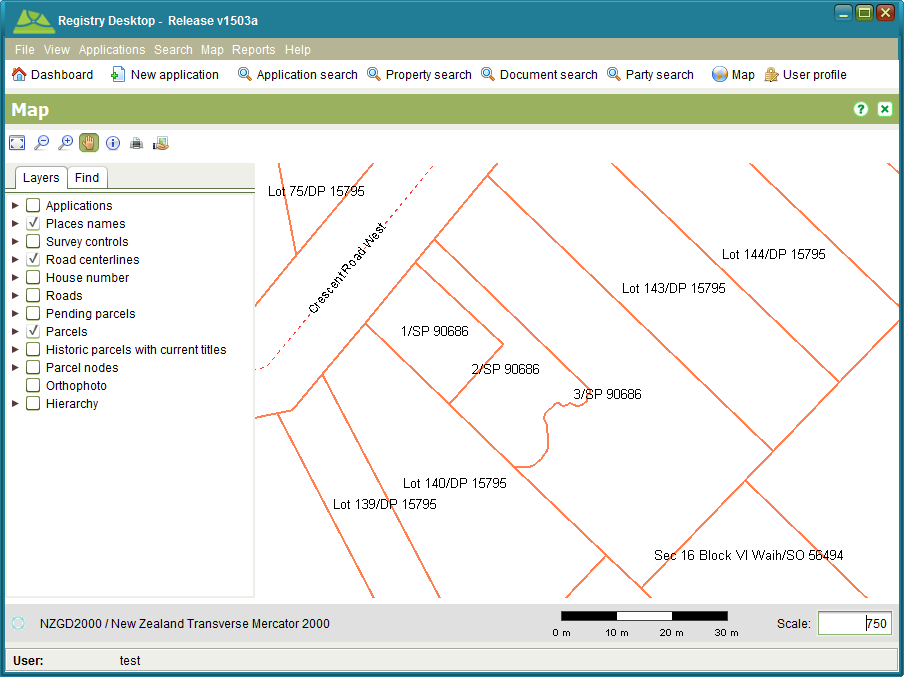 Registry Desktop - Release v1503a
File View Applications Search Map Reports Help
Dashboard New application Application search Property search Document search Party search Map User profile
Map
Layers Find
Applications
Places names
Survey controls
Road centerlines
House number
Roads
Pending parcels
Parcels
Historic parcels with current titles
Parcel nodes
Orthophoto
Hierarchy
Lot 75/DP 15795
Crescent Road West
Lot 144/DP 15795
Lot 143/DP 15795
1/SP 90686
2/SP 90686
3/SP 90686
Lot 140/DP 15795
Lot 139/DP 15795
Sec 16 Block VI Waih/SO 56494
NZGD2000 / New Zealand Transverse Mercator 2000
0 m 10 m 20 m 30 m
Scale: 750
User: test